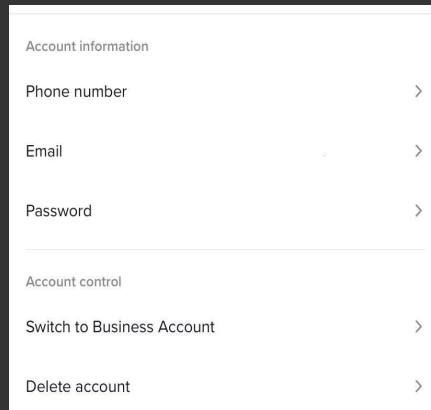 Account information
Phone number
Email
Password
Account control
Switch to Business Account
Delete account